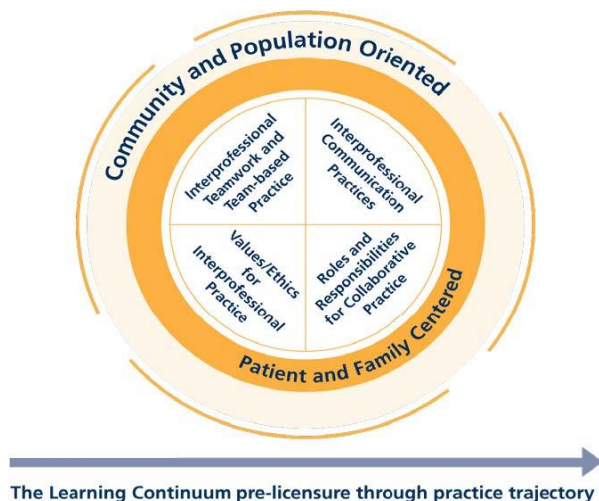 Community and Population Oriented
Interprofessional
Teamwork and
Team-based
Practice
Interprofessional
Communication
Practices
Values/Ethics
for
Interprofessional
Practice
Roles and
Responsibilities
for Collaborative
Practice
Patient and Family Centered
The Learning Continuum pre-licensure through practice trajectory